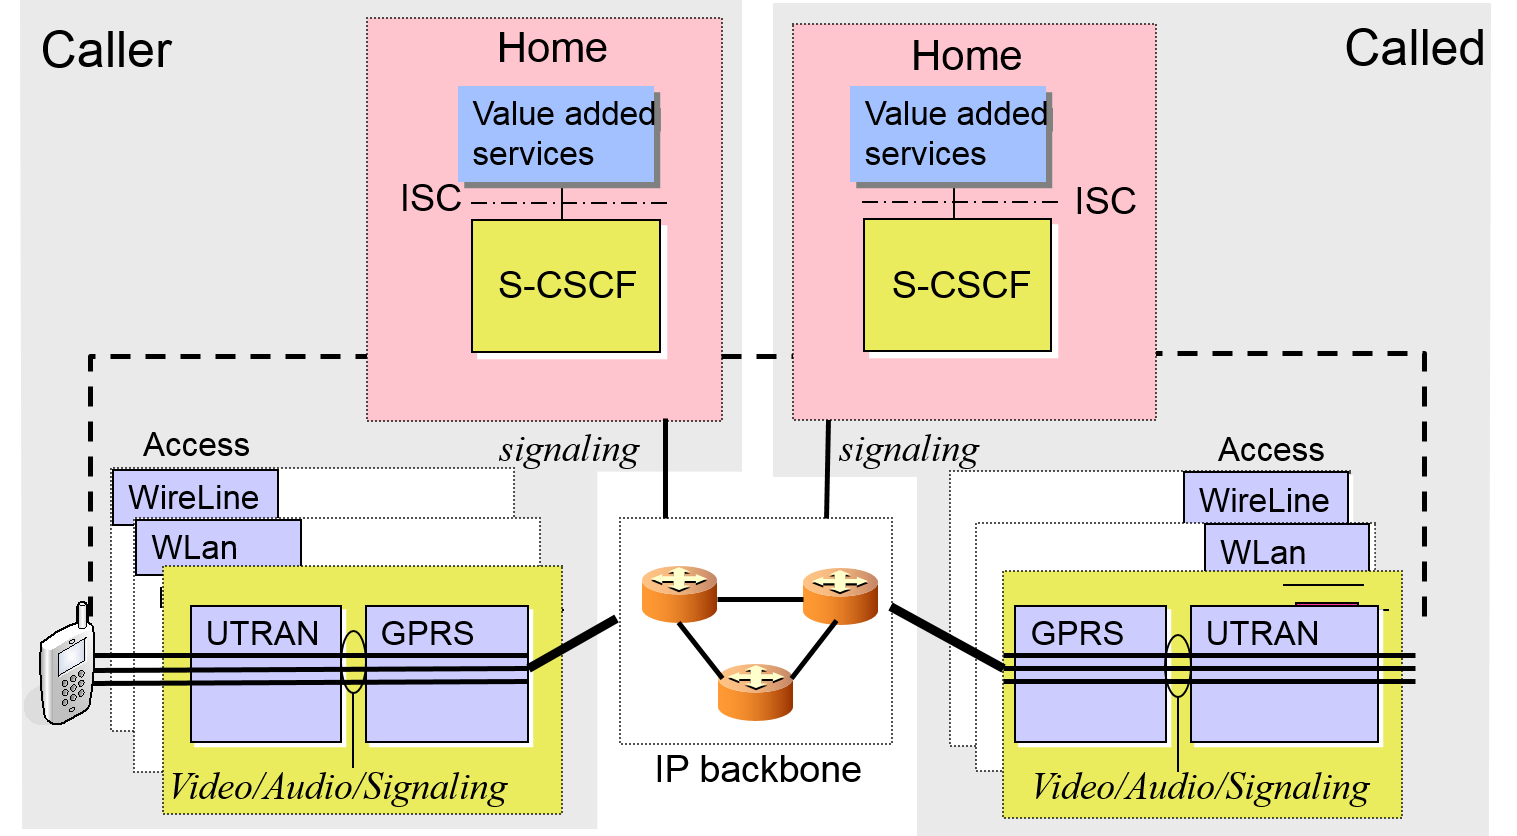 Caller
Home
Home
Called
Value added
services
Value added
services
ISC
ISC
S-CSCF
S-CSCF
signaling
signaling
Access
Access
WireLine
WireLine
WLan
WLan
UTRAN
GPRS
GPRS
UTRAN
IP backbone
Video/Audio/Signaling
Video/Audio/Signaling